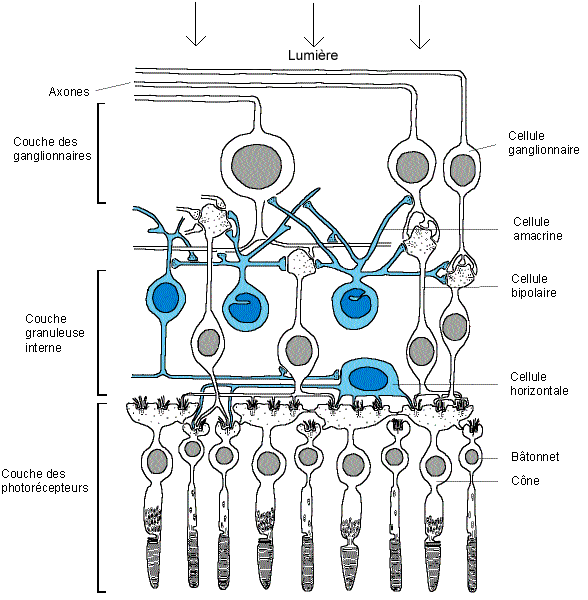 Lumière
Axones
Couche des
ganglionnaires
Cellule
ganglionnaire
Cellule
amacrine
Cellule
bipolaire
Couche
granuleuse
interne
Cellule
horizontale
Couche des
photorécepteurs
Bâtonnet
Cône